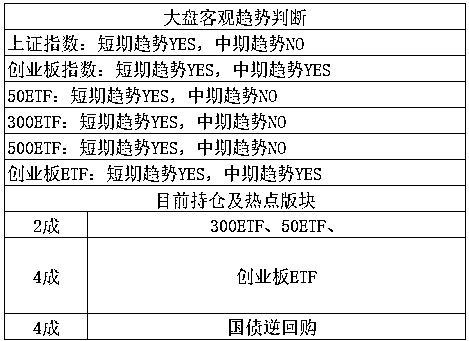 大盘客观趋势判断
上证指数：短期趋势YES，中期趋势NO
创业板指数：短期趋势YES，中期趋势YES
50ETF：短期趋势YES，中期趋势NO
300ETF：短期趋势YES，中期趋势NO
500ETF：短期趋势YES，中期趋势NO
创业板ETF：短期趋势YES，中期趋势YES
目前持仓及热点版块
2成 300ETF、50ETF、
4成 创业板ETF
4成 国债逆回购